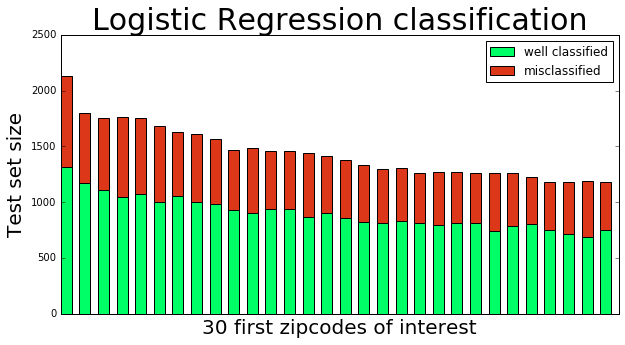 Logistic Regression classification
2500
2000
1500
1000
500
0
Test set size
well classified
misclassified
30 first zipcodes of interest